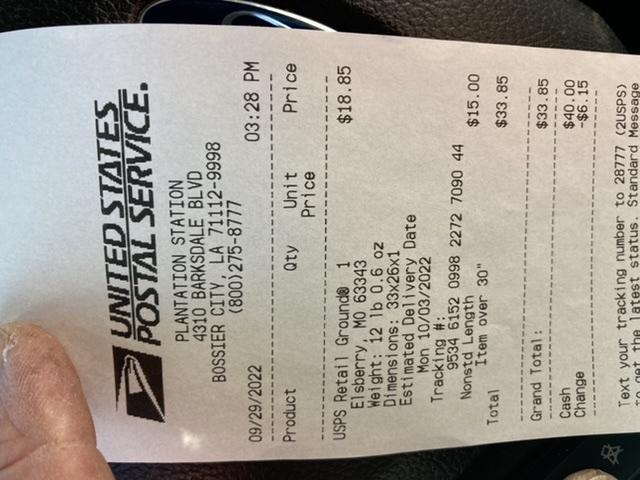 UNITED STATES
POSTAL SERVICE.
PLANTATION STATION
4310 BARKSDALE BLVD
BOSSIER CITY, LA 71112-9998
(800)275-8777
09/29/2022 03:28 PM
Product Qty Unit Price
Price
USPS Retail Ground® 1 $18.85
Elsberry, MO 63343
Weight: 12 lb 0.6 oz
Dimensions: 33x26x1
Estimated Delivery Date
Mon 10/03/2022
Tracking #:
9534 6152 0998 2272 7090 44
Nonstd Length $15.00
Item over 30"
Total $33.85
Grand Total: $33.85
Cash $40.00
Change -$6.15
Text your tracking number to 28777 (2USPS)
to get the latest status. Standard Message